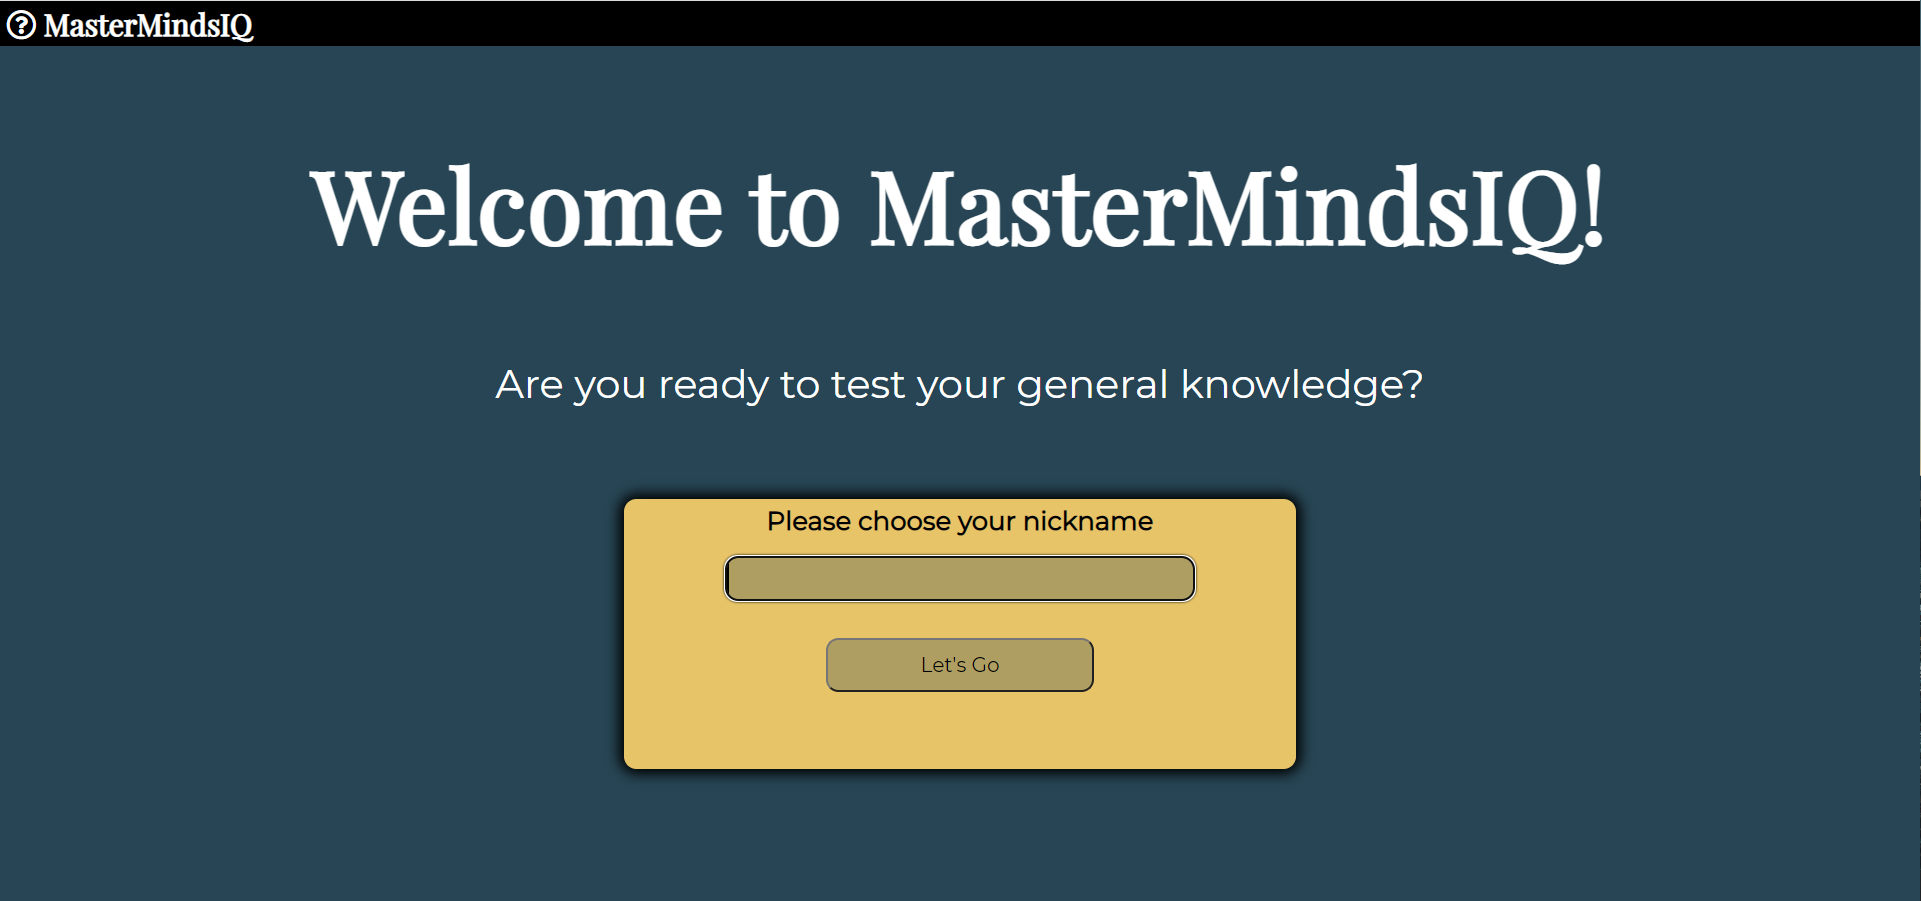 MasterMindsIQ
Welcome to MasterMindsIQ!
Are you ready to test your general knowledge?
Please choose your nickname
Let's Go